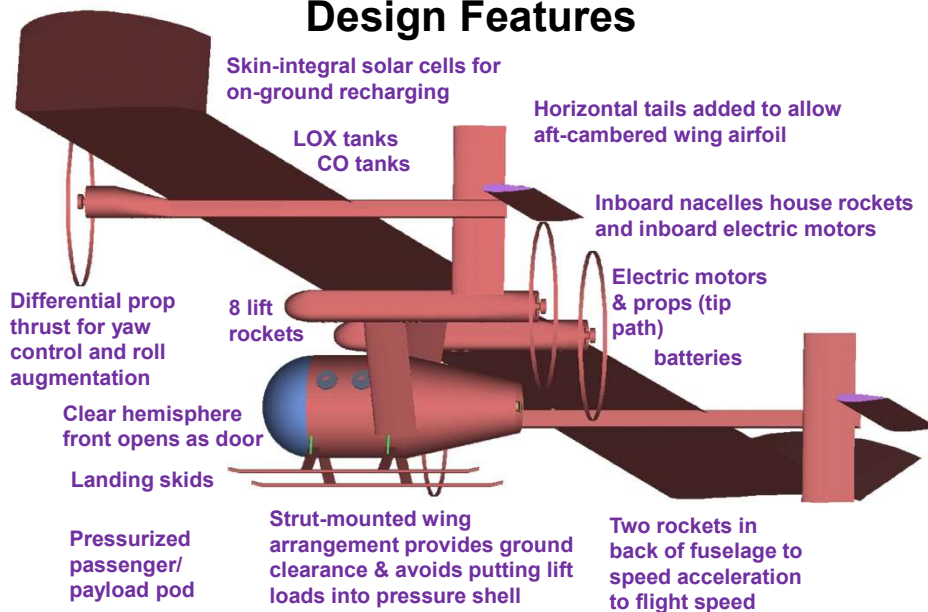 Design Features
Skin-integral solar cells for
on-ground recharging
Horizontal tails added to allow
aft-cambered wing airfoil
LOX tanks
CO tanks
Inboard nacelles house rockets
and inboard electric motors
Electric motors
& props (tip
path)
batteries
Differential prop
thrust for yaw
control and roll
augmentation
8 lift
rockets
Clear hemisphere
front opens as door
Landing skids
Pressurized
passenger/
payload pod
Strut-mounted wing
arrangement provides ground
clearance & avoids putting lift
loads into pressure shell
Two rockets in
back of fuselage to
speed acceleration
to flight speed